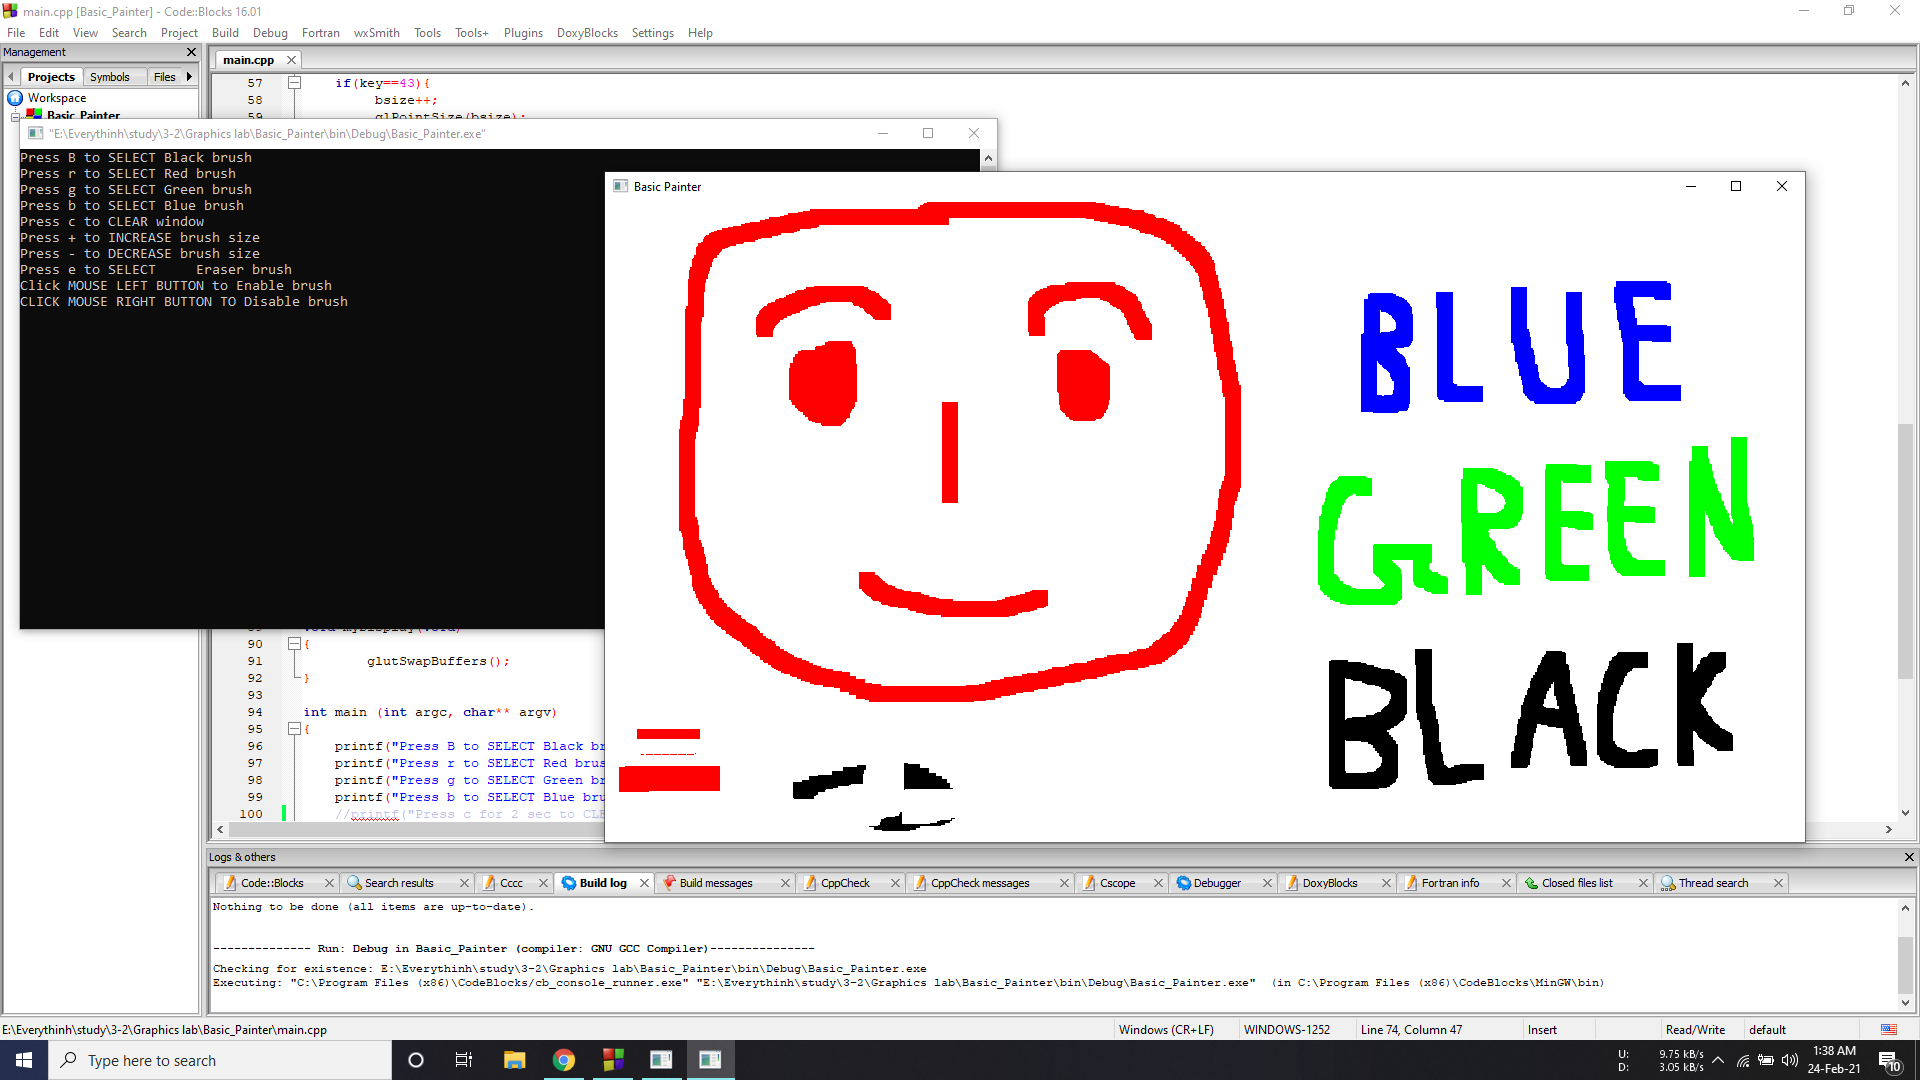 main.cpp [Basic_Painter] - Code::Blocks 16.01
File Edit View Search Project Build Debug Fortran wxSmith Tools Tools+ Plugins DoxyBlocks Settings Help
Management
Projects Symbols Files
Workspace
Basic_Painter
main.cpp
57 if(key==43){
58 bsize++;
59 glPointSize(bsize);
"E:\Everythinh\study\3-2\Graphics lab\Basic_Painter\bin\Debug\Basic_Painter.exe"
Press B to SELECT Black brush
Press r to SELECT Red brush
Press g to SELECT Green brush
Press b to SELECT Blue brush
Press c to CLEAR window
Press + to INCREASE brush size
Press - to DECREASE brush size
Press e to SELECT     Eraser brush
Click MOUSE LEFT BUTTON to Enable brush
CLICK MOUSE RIGHT BUTTON TO Disable brush
Basic Painter
BLUE
GREEN
BLACK
void myDisplay(void)
90 {
91 glutSwapBuffers();
92 }
93
94 int main (int argc, char** argv)
95 {
96 printf("Press B to SELECT Black br
97 printf("Press r to SELECT Red brus
98 printf("Press g to SELECT Green br
99 printf("Press b to SELECT Blue bru
100 //printf("Press c for 2 sec to CLE
Logs & others
Code::Blocks Search results Cccc Build log Build messages CppCheck CppCheck messages Cscope Debugger DoxyBlocks Fortran info Closed files list Thread search
Nothing to be done (all items are up-to-date).
-------------- Run: Debug in Basic_Painter (compiler: GNU GCC Compiler)---------------
Checking for existence: E:\Everythinh\study\3-2\Graphics lab\Basic_Painter\bin\Debug\Basic_Painter.exe
Executing: "C:\Program Files (x86)\CodeBlocks/cb_console_runner.exe" "E:\Everythinh\study\3-2\Graphics lab\Basic_Painter\bin\Debug\Basic_Painter.exe"  (in C:\Program Files (x86)\CodeBlocks\MinGW\bin)
E:\Everythinh\study\3-2\Graphics lab\Basic_Painter\main.cpp Windows (CR+LF) WINDOWS-1252 Line 74, Column 47 Insert Read/Write default
Type here to search
U: 9.75 kB/s
D: 3.05 kB/s
1:38 AM
24-Feb-21
10